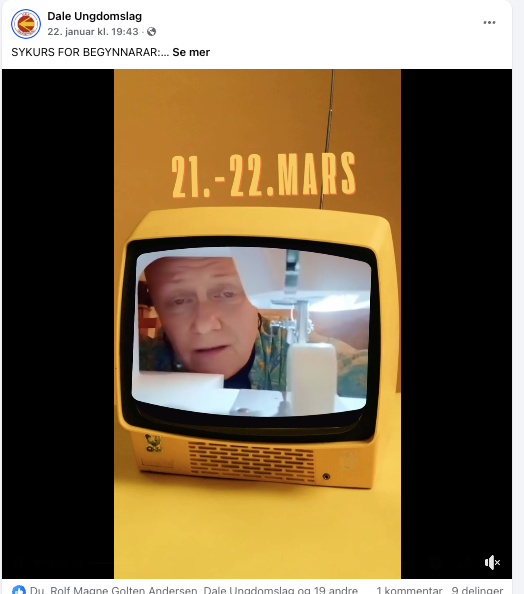 Dale Ungdomslag
22. januar kl. 19:43 ·
SYKURS FOR BEGYNNARAR:... Se mer
21.-22.MARS
Du, Rolf Magne Golten Andersen, Dale Ungdomslag og 19 andre 1 kommentar 9 delinger